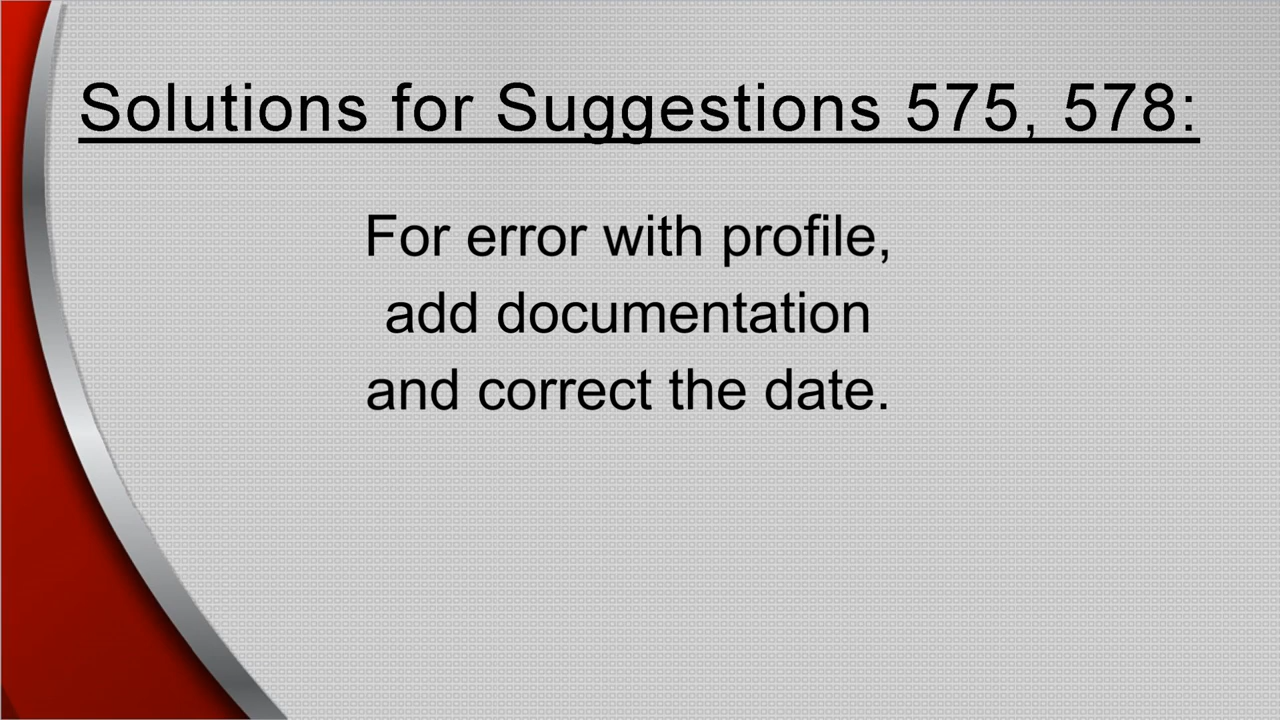 Solutions for Suggestions 575, 578:
For error with profile,
add documentation
and correct the date.